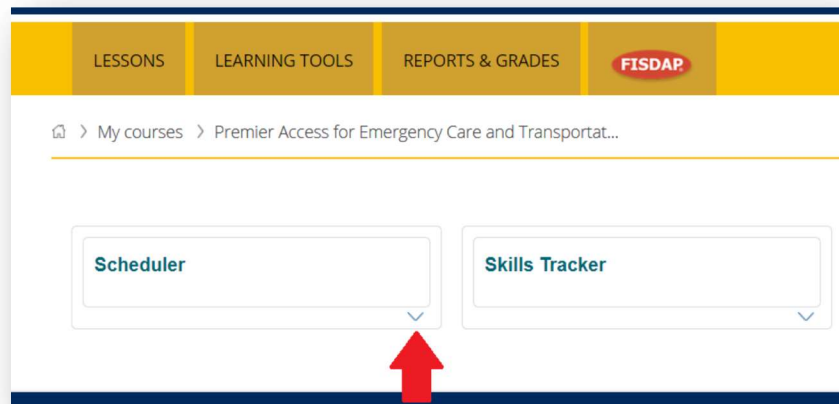 LESSONS LEARNING TOOLS REPORTS & GRADES FISDAP
My courses > Premier Access for Emergency Care and Transportat...
Scheduler
Skills Tracker